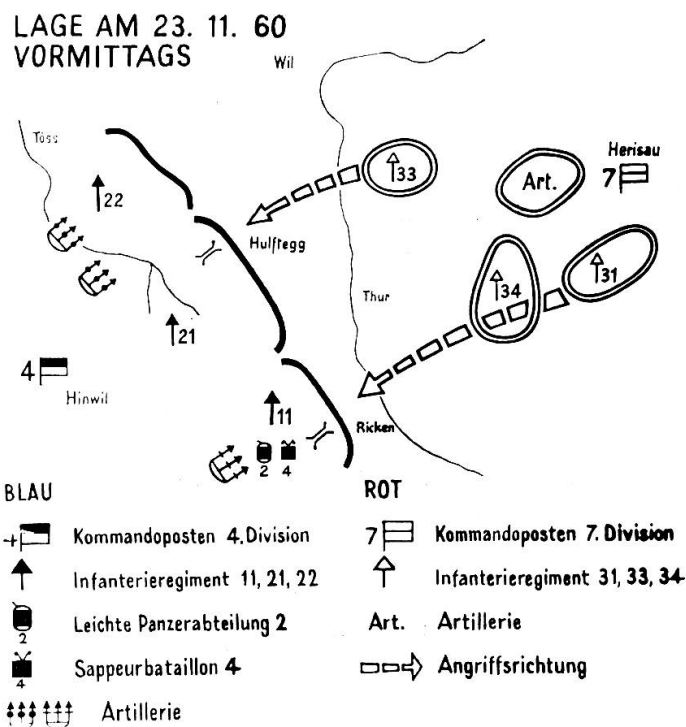 LAGE AM 23. 11. 60
VORMITTAGS
Wil
Töss
Herisau
33
Art.
7
22
Hulftegg
31
34
Thur
21
4
Hinwil
11
Ricken
2 4
BLAU
Kommandoposten 4. Division
Infanterieregiment 11, 21, 22
2
Leichte Panzerabteilung 2
4
Sappeurbataillon 4
Artillerie
ROT
7
Kommandoposten 7. Division
Infanterieregiment 31, 33, 34
Art. Artillerie
Angriffsrichtung